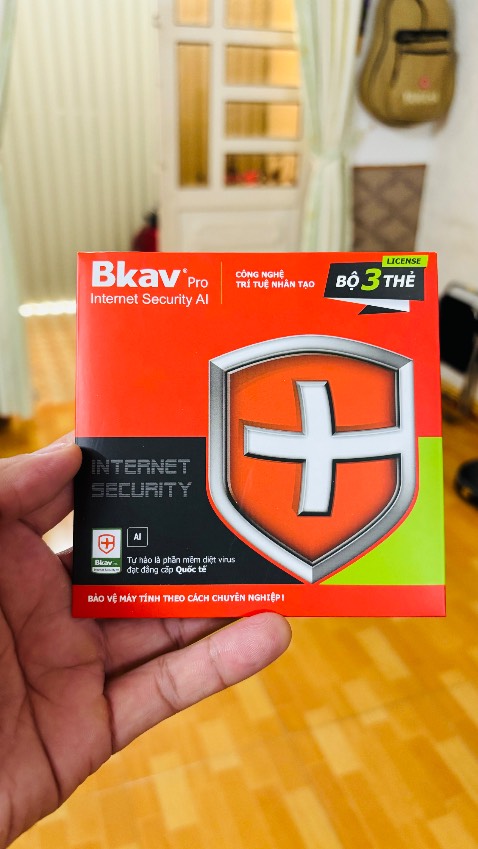 Bkav® Pro
Internet Security AI
CÔNG NGHỆ
TRÍ TUỆ NHÂN TẠO
LICENSE
BỘ 3 THẺ
INTERNET
SECURITY
AI
Bkav
Tự hào là phần mềm diệt virus
đạt đẳng cấp Quốc tế
BẢO VỆ MÁY TÍNH THEO CÁCH CHUYÊN NGHIỆP!